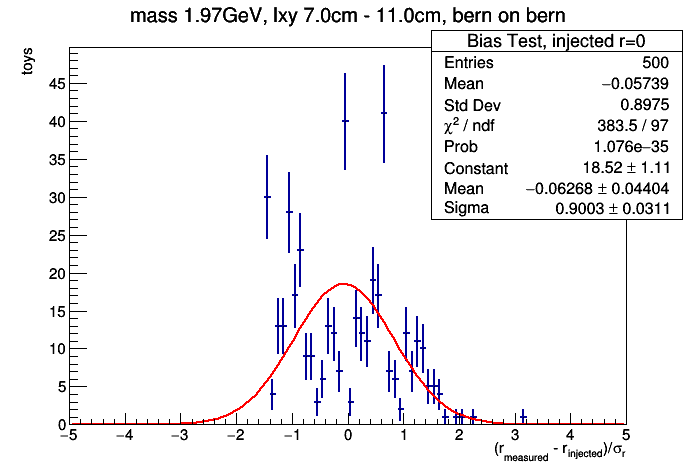 mass 1.97GeV, lxy 7.0cm - 11.0cm, bern on bern
toys
Bias Test, injected r=0
Entries 500
Mean −0.05739
Std Dev 0.8975
χ² / ndf 383.5 / 97
Prob 1.076e−35
Constant 18.52 ± 1.11
Mean −0.06268 ± 0.04404
Sigma 0.9003 ± 0.0311
45
40
35
30
25
20
15
10
5
0
−5 −4 −3 −2 −1 0 1 2 3 4 5
(r_measured - r_injected)/σ_r